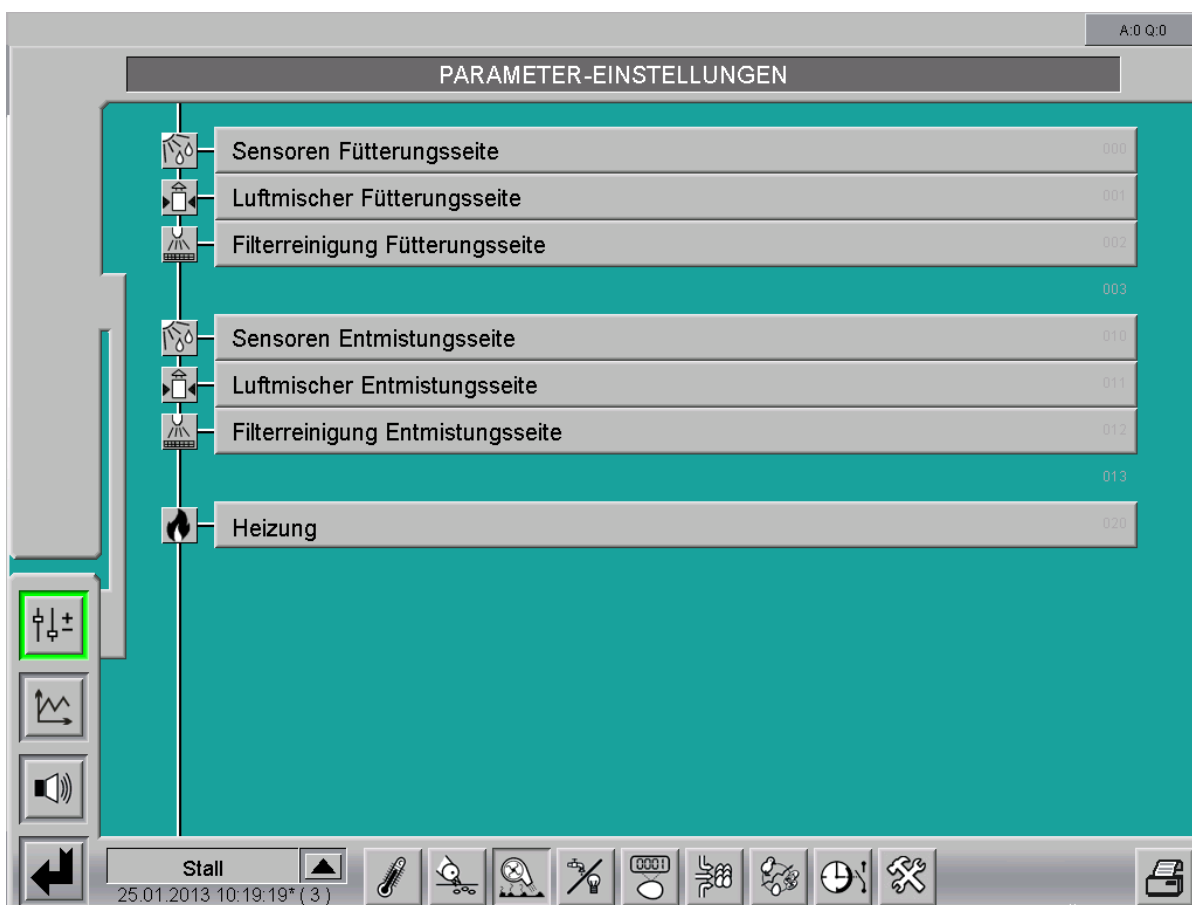 A:0 Q:0
PARAMETER-EINSTELLUNGEN
Sensoren Fütterungsseite 000
Luftmischer Fütterungsseite 001
Filterreinigung Fütterungsseite 002
003
Sensoren Entmistungsseite 010
Luftmischer Entmistungsseite 011
Filterreinigung Entmistungsseite 012
013
Heizung 020
Stall
25.01.2013 10:19:19* ( 3 )
0001